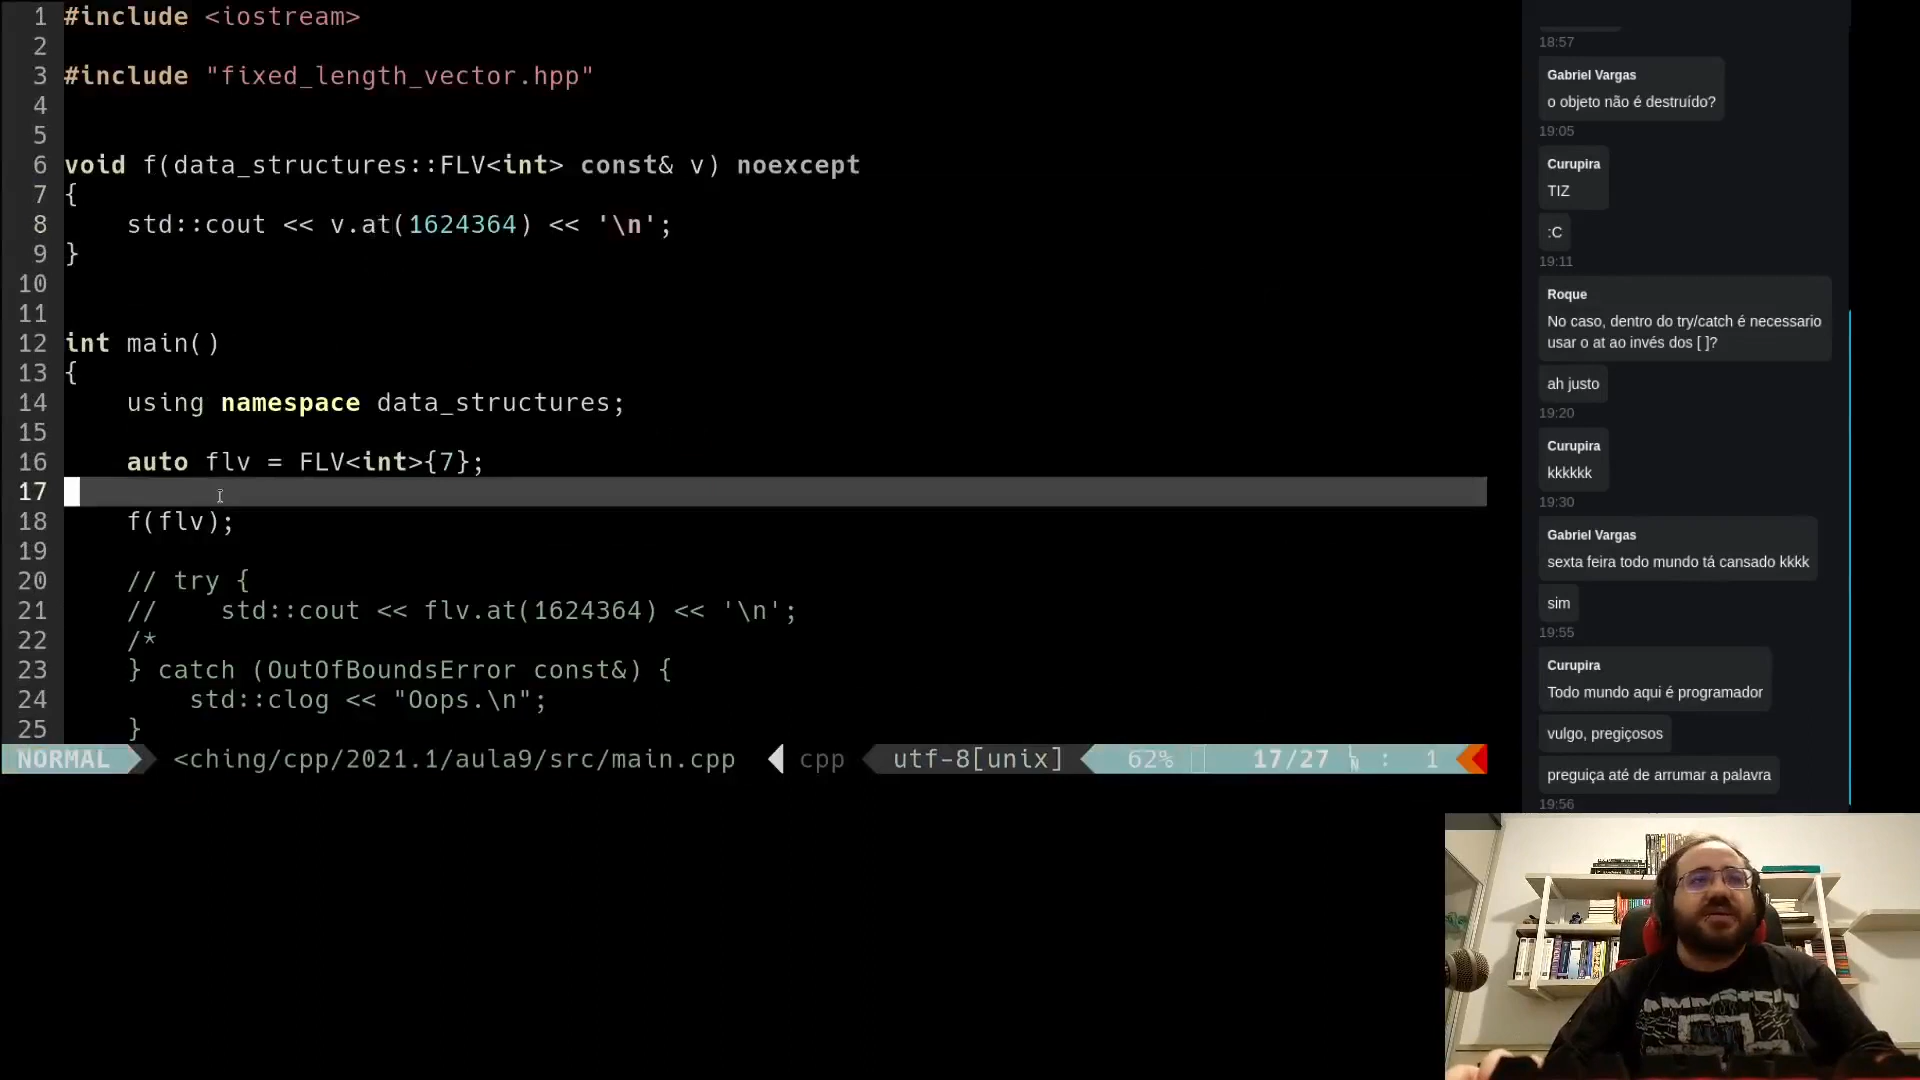 1 #include <iostream>
2
3 #include "fixed_length_vector.hpp"
4
5
6 void f(data_structures::FLV<int> const& v) noexcept
7 {
8     std::cout << v.at(1624364) << '\n';
9 }
10
11
12 int main()
13 {
14     using namespace data_structures;
15
16     auto flv = FLV<int>{7};
17
18     f(flv);
19
20     // try {
21     //    std::cout << flv.at(1624364) << '\n';
22     /*
23     } catch (OutOfBoundsError const&) {
24         std::clog << "Oops.\n";
25     }
NORMAL <ching/cpp/2021.1/aula9/src/main.cpp cpp utf-8[unix] 62% 17/27 : 1
18:57
Gabriel Vargas
o objeto não é destruído?
19:05
Curupira
TIZ
:C
19:11
Roque
No caso, dentro do try/catch é necessario
usar o at ao invés dos [ ]?
ah justo
19:20
Curupira
kkkkkk
19:30
Gabriel Vargas
sexta feira todo mundo tá cansado kkkk
sim
19:55
Curupira
Todo mundo aqui é programador
vulgo, pregiçosos
preguiça até de arrumar a palavra
19:56